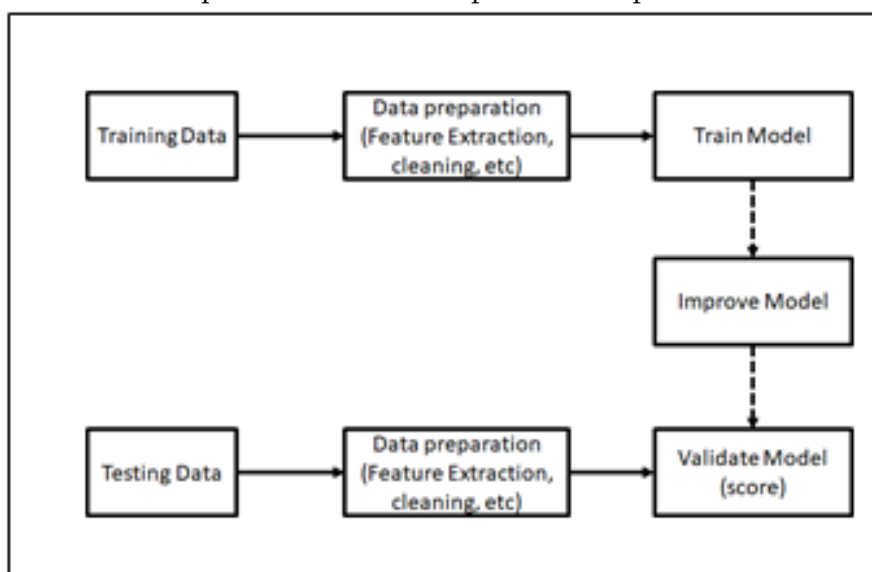 Training Data
Data preparation
(Feature Extraction,
cleaning, etc)
Train Model
Improve Model
Testing Data
Data preparation
(Feature Extraction,
cleaning, etc)
Validate Model
(score)